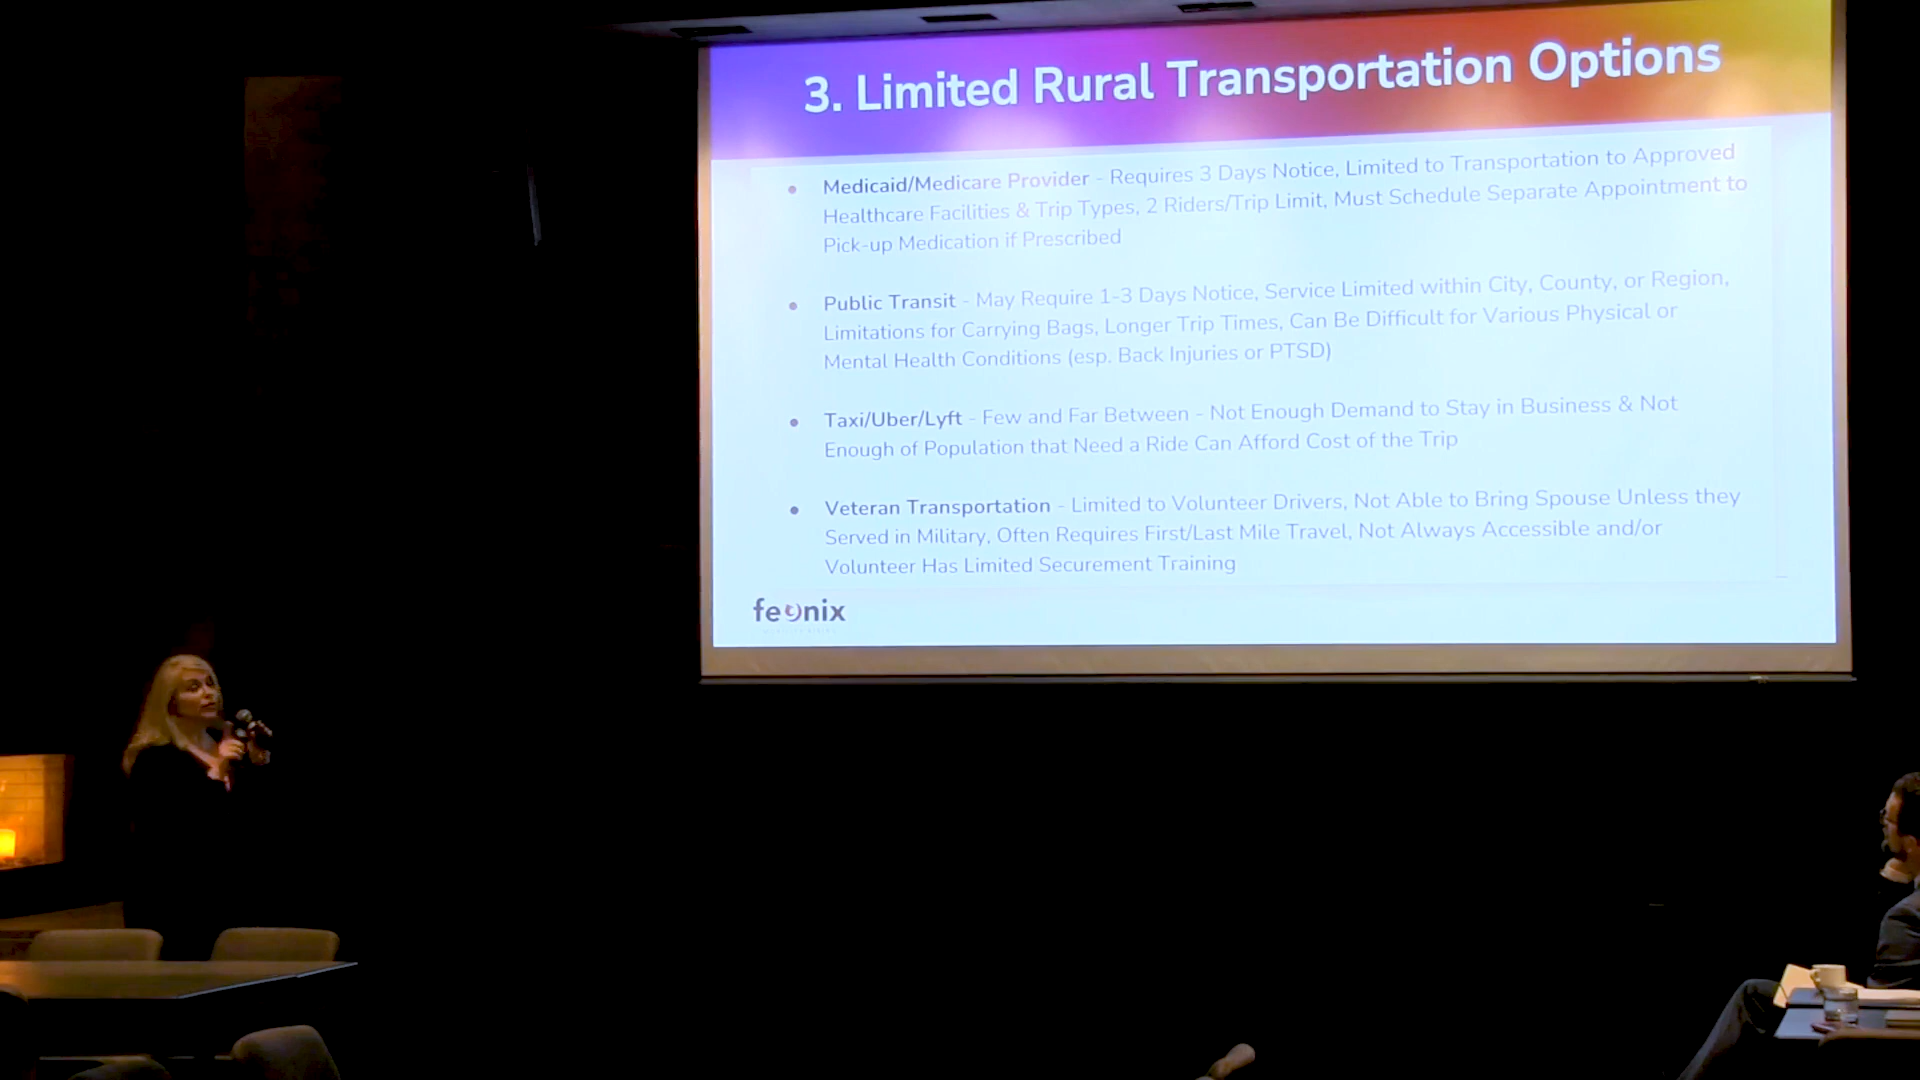 3. Limited Rural Transportation Options
• Medicaid/Medicare Provider - Requires 3 Days Notice, Limited to Transportation to Approved
Healthcare Facilities & Trip Types, 2 Riders/Trip Limit, Must Schedule Separate Appointment to
Pick-up Medication if Prescribed
• Public Transit - May Require 1-3 Days Notice, Service Limited within City, County, or Region,
Limitations for Carrying Bags, Longer Trip Times, Can Be Difficult for Various Physical or
Mental Health Conditions (esp. Back Injuries or PTSD)
• Taxi/Uber/Lyft - Few and Far Between - Not Enough Demand to Stay in Business & Not
Enough of Population that Need a Ride Can Afford Cost of the Trip
• Veteran Transportation - Limited to Volunteer Drivers, Not Able to Bring Spouse Unless they
Served in Military, Often Requires First/Last Mile Travel, Not Always Accessible and/or
Volunteer Has Limited Securement Training
feonix